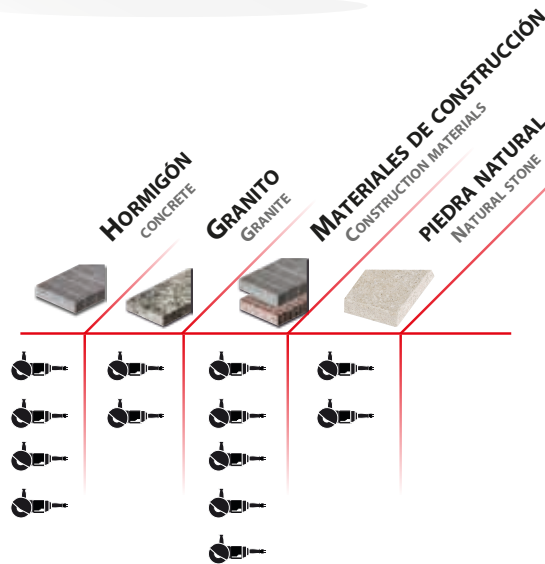 HORMIGÓN
CONCRETE
GRANITO
GRANITE
MATERIALES DE CONSTRUCCIÓN
CONSTRUCTION MATERIALS
PIEDRA NATURAL
NATURAL STONE